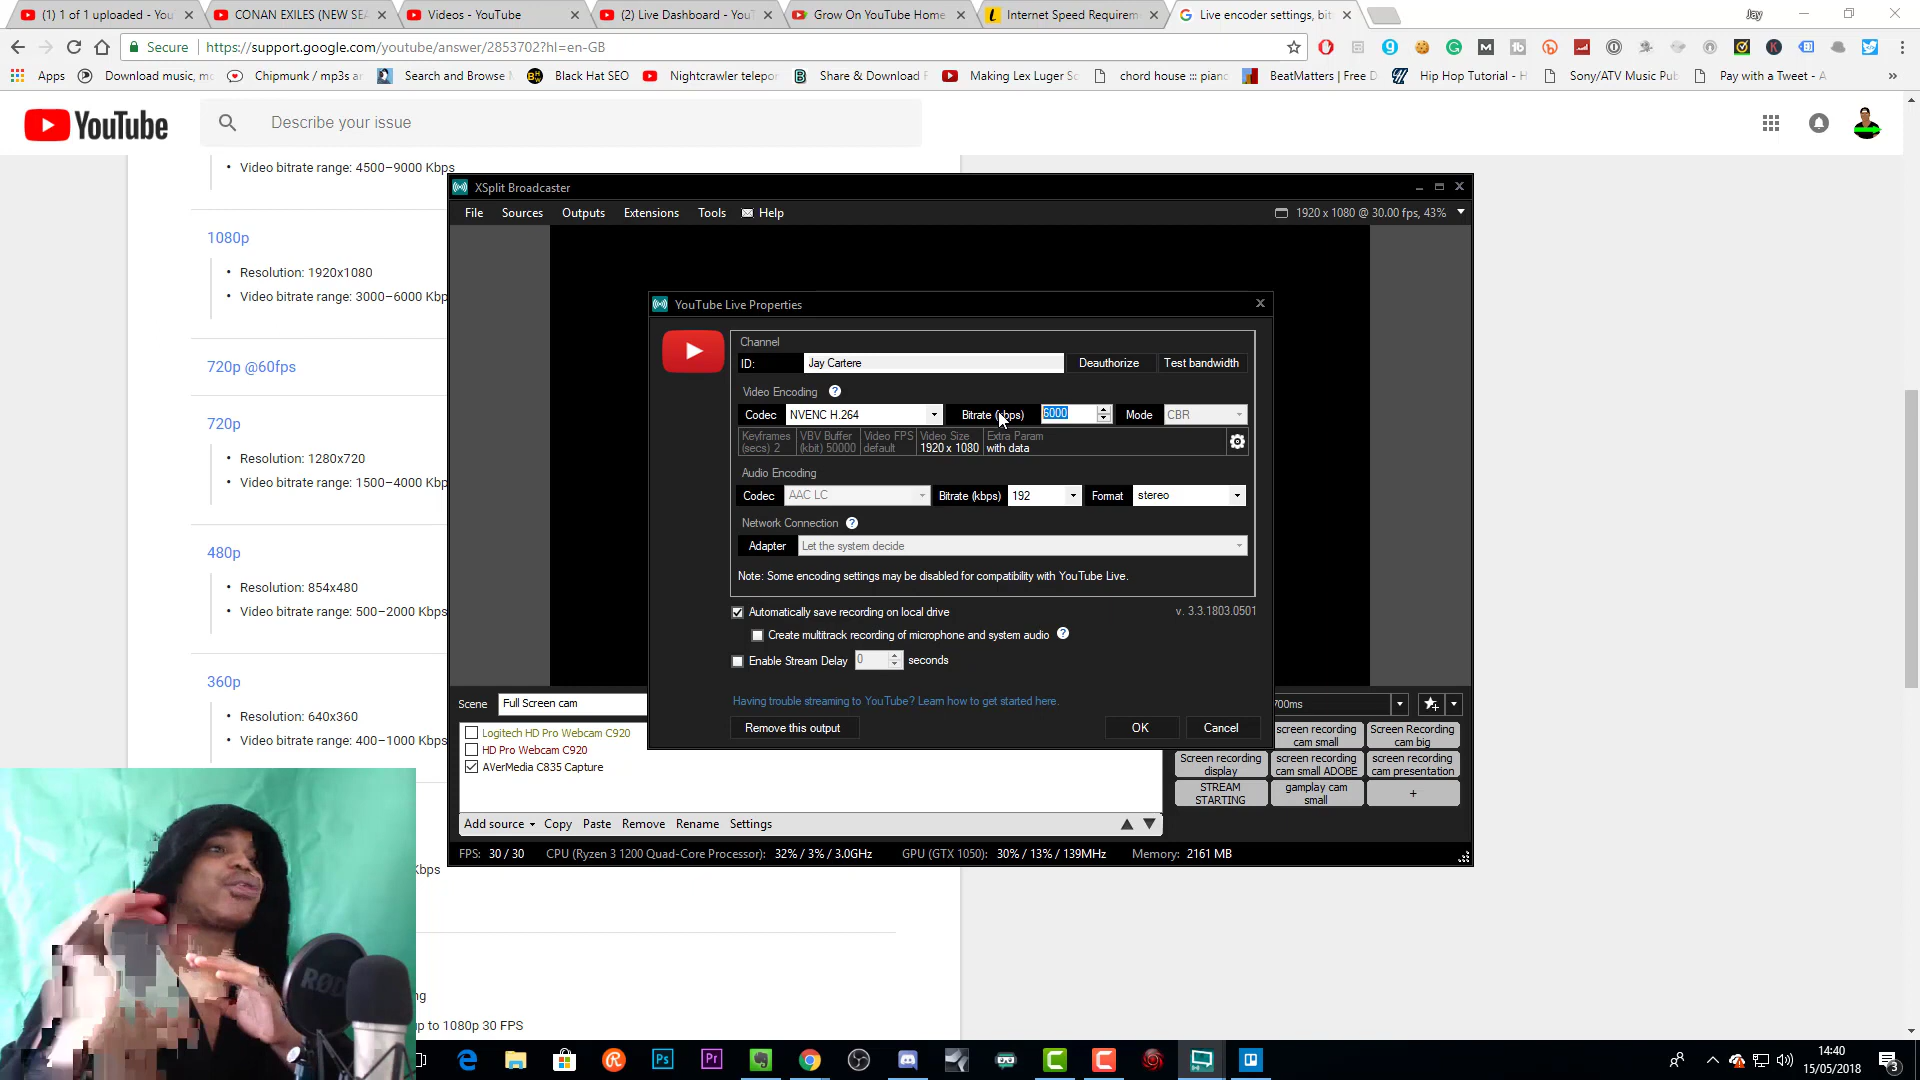 (1) 1 of 1 uploaded - You
CONAN EXILES (NEW SEA
Videos - YouTube
(2) Live Dashboard - YouT
Grow On YouTube Home
Internet Speed Requirem
Live encoder settings, bit
Jay
Secure
https://support.google.com/youtube/answer/2853702?hl=en-GB
Apps
Download music, mo
Chipmunk / mp3s ar
Search and Browse
Black Hat SEO
Nightcrawler telepor
Share & Download F
Making Lex Luger Sc
chord house ::: piano
BeatMatters | Free D
Hip Hop Tutorial - H
Sony/ATV Music Pub
Pay with a Tweet - A
YouTube
Describe your issue
Video bitrate range: 4500–9000 Kbps
1080p
Resolution: 1920x1080
Video bitrate range: 3000–6000 Kbp
720p @60fps
720p
Resolution: 1280x720
Video bitrate range: 1500–4000 Kbp
480p
Resolution: 854x480
Video bitrate range: 500–2000 Kbps
360p
Resolution: 640x360
Video bitrate range: 400–1000 Kbps
Kbps
ng
up to 1080p 30 FPS
XSplit Broadcaster
File Sources Outputs Extensions Tools Help
1920 x 1080 @ 30.00 fps, 43%
YouTube Live Properties
Channel
ID: Jay Cartere Deauthorize Test bandwidth
Video Encoding ?
Codec NVENC H.264 Bitrate (kbps) 6000 Mode CBR
Keyframes VBV Buffer Video FPS Video Size Extra Param
(secs) 2 (kbit) 50000 default 1920 x 1080 with data
Audio Encoding
Codec AAC LC Bitrate (kbps) 192 Format stereo
Network Connection ?
Adapter Let the system decide
Note: Some encoding settings may be disabled for compatibility with YouTube Live.
Automatically save recording on local drive
v. 3.3.1803.0501
Create multitrack recording of microphone and system audio ?
Enable Stream Delay 0 seconds
Having trouble streaming to YouTube? Learn how to get started here.
Remove this output OK Cancel
Scene Full Screen cam
700ms
Logitech HD Pro Webcam C920
HD Pro Webcam C920
AVerMedia C835 Capture
screen recording cam small
Screen Recording cam big
Screen recording display
screen recording cam small ADOBE
screen recording cam presentation
STREAM STARTING
gamplay cam small
+
Add source Copy Paste Remove Rename Settings
FPS: 30 / 30 CPU (Ryzen 3 1200 Quad-Core Processor): 32% / 3% / 3.0GHz GPU (GTX 1050): 30% / 13% / 139MHz Memory: 2161 MB
RØDE
Ps
Pr
14:40
15/05/2018
3